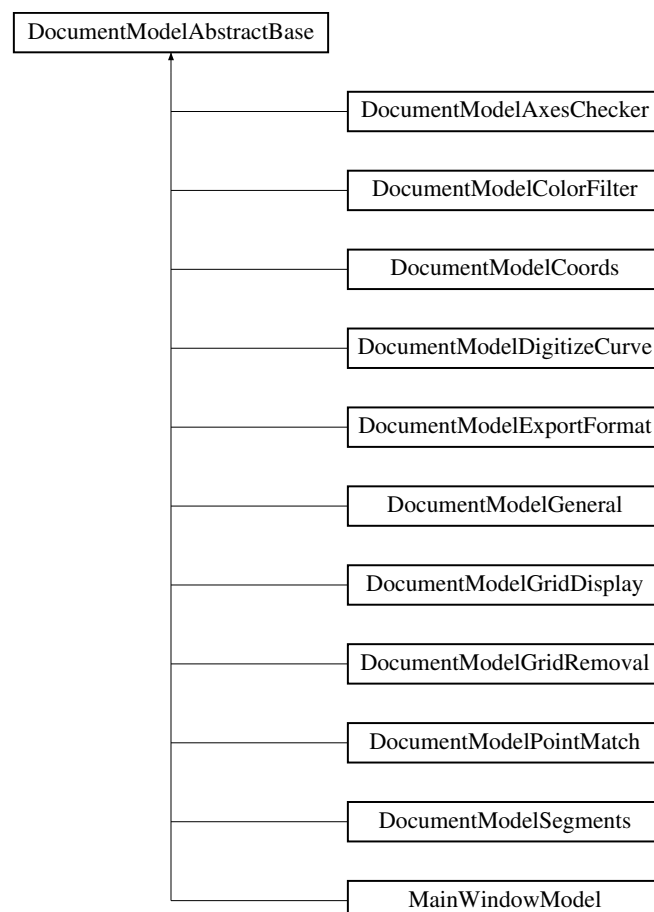 DocumentModelAbstractBase
DocumentModelAxesChecker
DocumentModelColorFilter
DocumentModelCoords
DocumentModelDigitizeCurve
DocumentModelExportFormat
DocumentModelGeneral
DocumentModelGridDisplay
DocumentModelGridRemoval
DocumentModelPointMatch
DocumentModelSegments
MainWindowModel